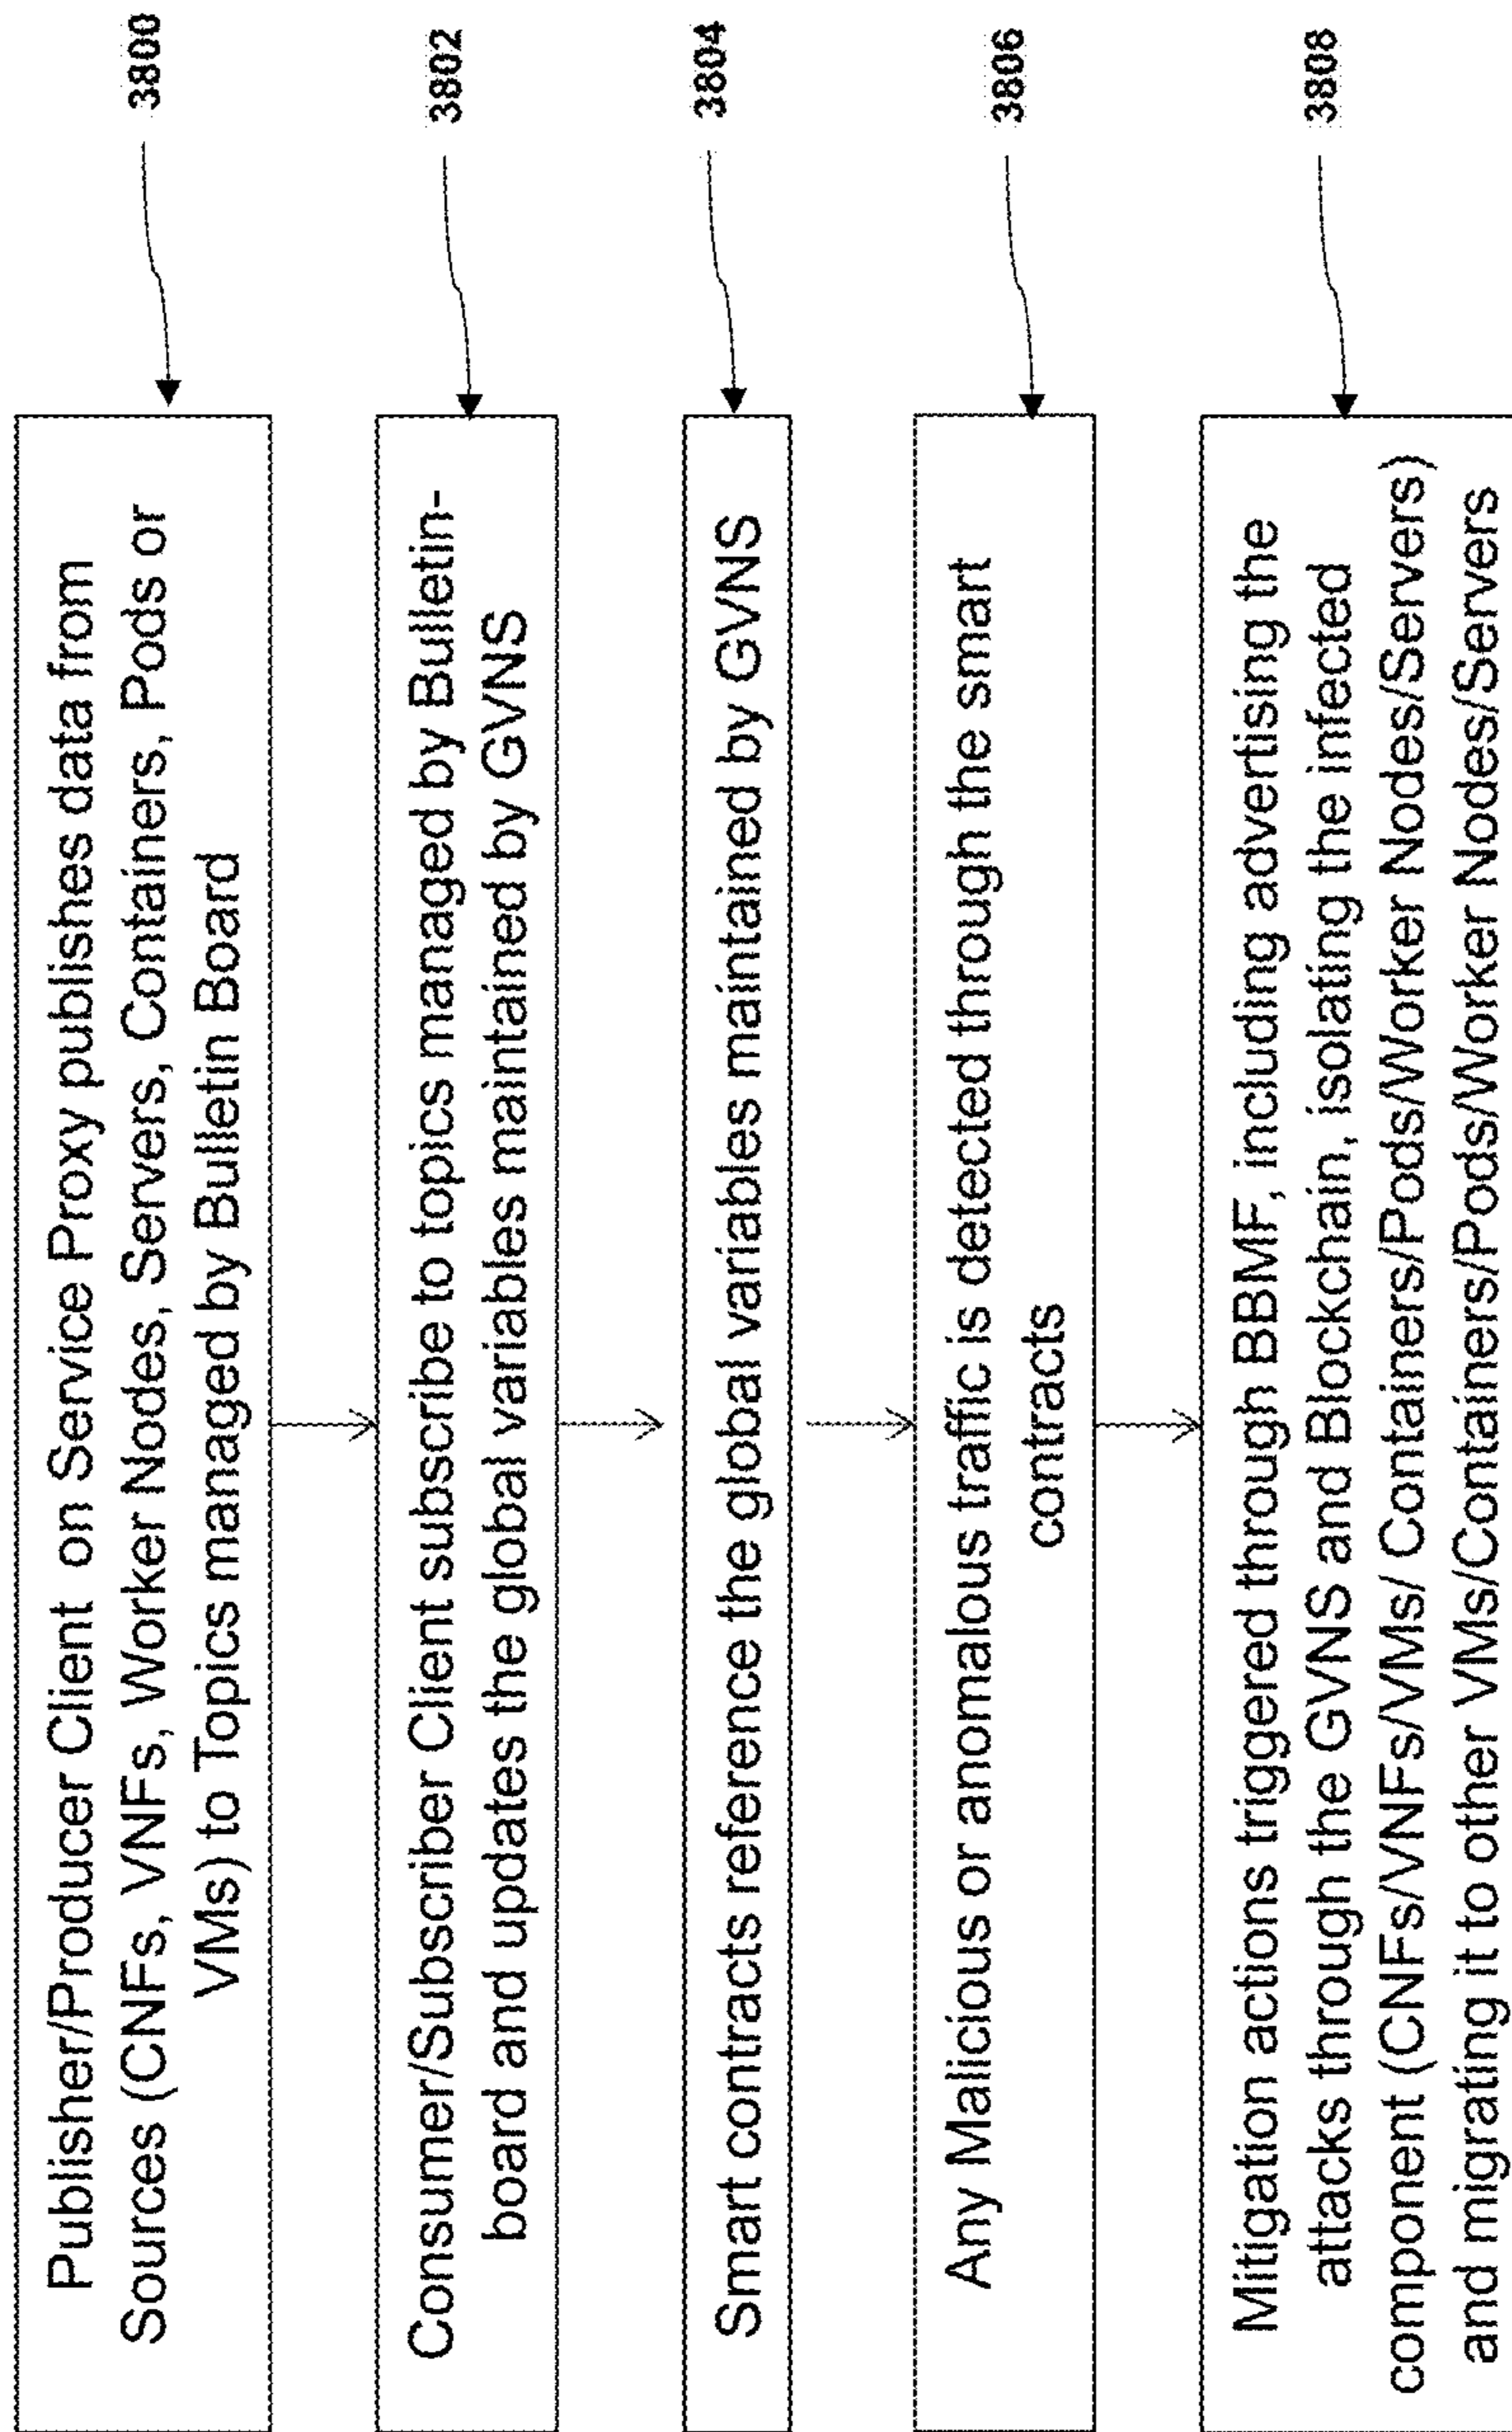 Publisher/Producer Client on Service Proxy publishes data from
Sources (CNFs, VNFs, Worker Nodes, Servers, Containers, Pods or
VMs) to Topics managed by Bulletin Board
3800
Consumer/Subscriber Client subscribe to topics managed by Bulletin-
board and updates the global variables maintained by GVNS
3802
Smart contracts reference the global variables maintained by GVNS
3804
Any Malicious or anomalous traffic is detected through the smart
contracts
3806
Mitigation actions triggered through BBMF, including advertising the
attacks through the GVNS and Blockchain, isolating the infected
component (CNFs/VNFs/VMs/ Containers/Pods/Worker Nodes/Servers)
and migrating it to other VMs/Containers/Pods/Worker Nodes/Servers
3808